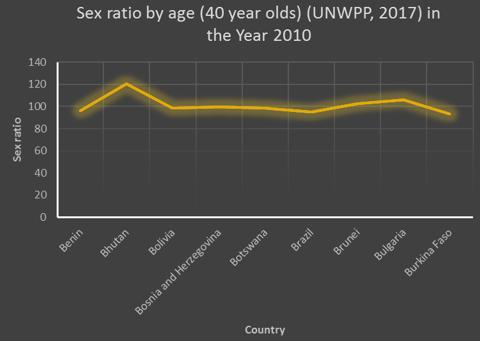 Sex ratio by age (40 year olds) (UNWPP, 2017) in
the Year 2010
140
120
100
80
60
40
20
0
Sex ratio
Benin
Bhutan
Bolivia
Bosnia and Herzegovina
Botswana
Brazil
Brunei
Bulgaria
Burkina Faso
Country